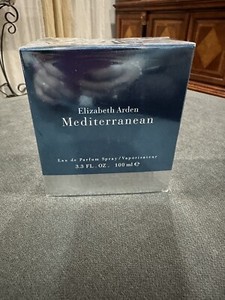 Elizabeth Arden
Mediterranean
Eau de Parfum Spray/Vaporisateur
3.3 FL. OZ. 100 ml ℮